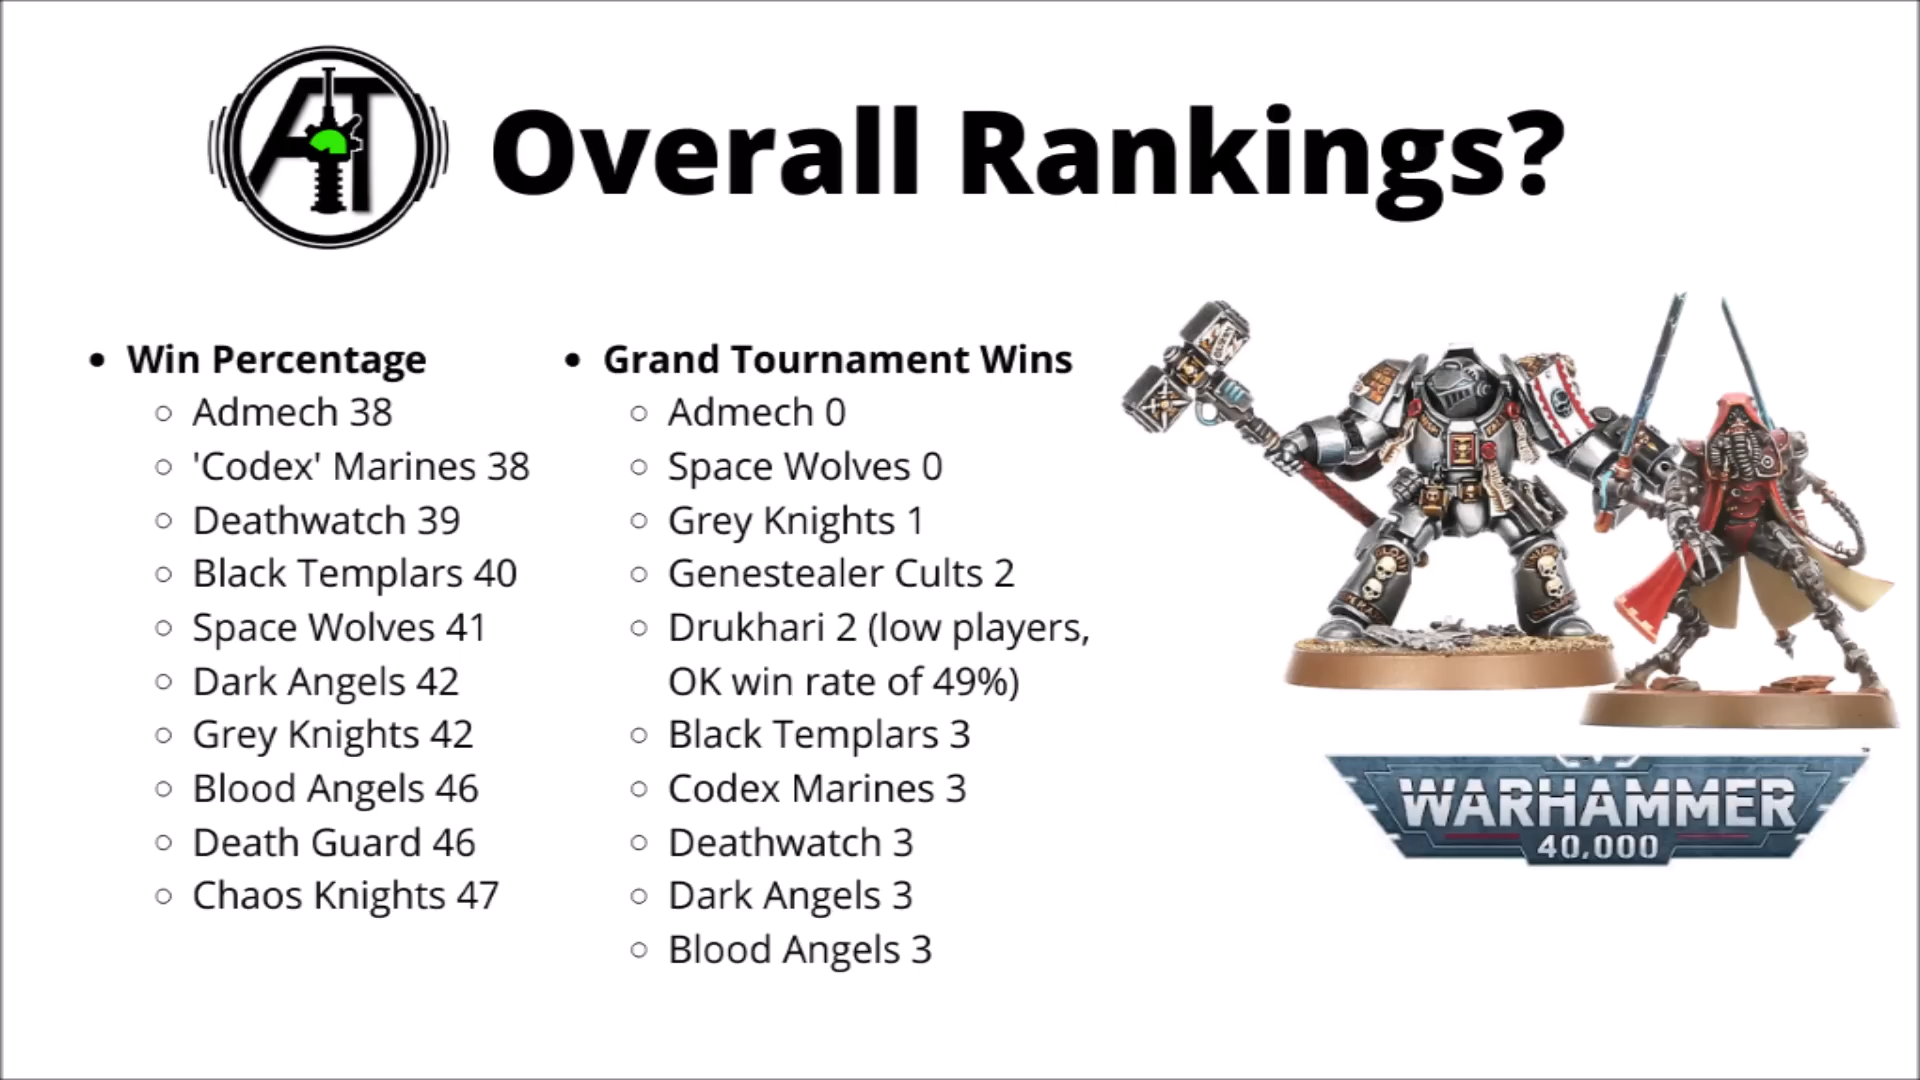 AT
Overall Rankings?
• Win Percentage
○ Admech 38
○ 'Codex' Marines 38
○ Deathwatch 39
○ Black Templars 40
○ Space Wolves 41
○ Dark Angels 42
○ Grey Knights 42
○ Blood Angels 46
○ Death Guard 46
○ Chaos Knights 47
• Grand Tournament Wins
○ Admech 0
○ Space Wolves 0
○ Grey Knights 1
○ Genestealer Cults 2
○ Drukhari 2 (low players,
OK win rate of 49%)
○ Black Templars 3
○ Codex Marines 3
○ Deathwatch 3
○ Dark Angels 3
○ Blood Angels 3
WARHAMMER
40,000